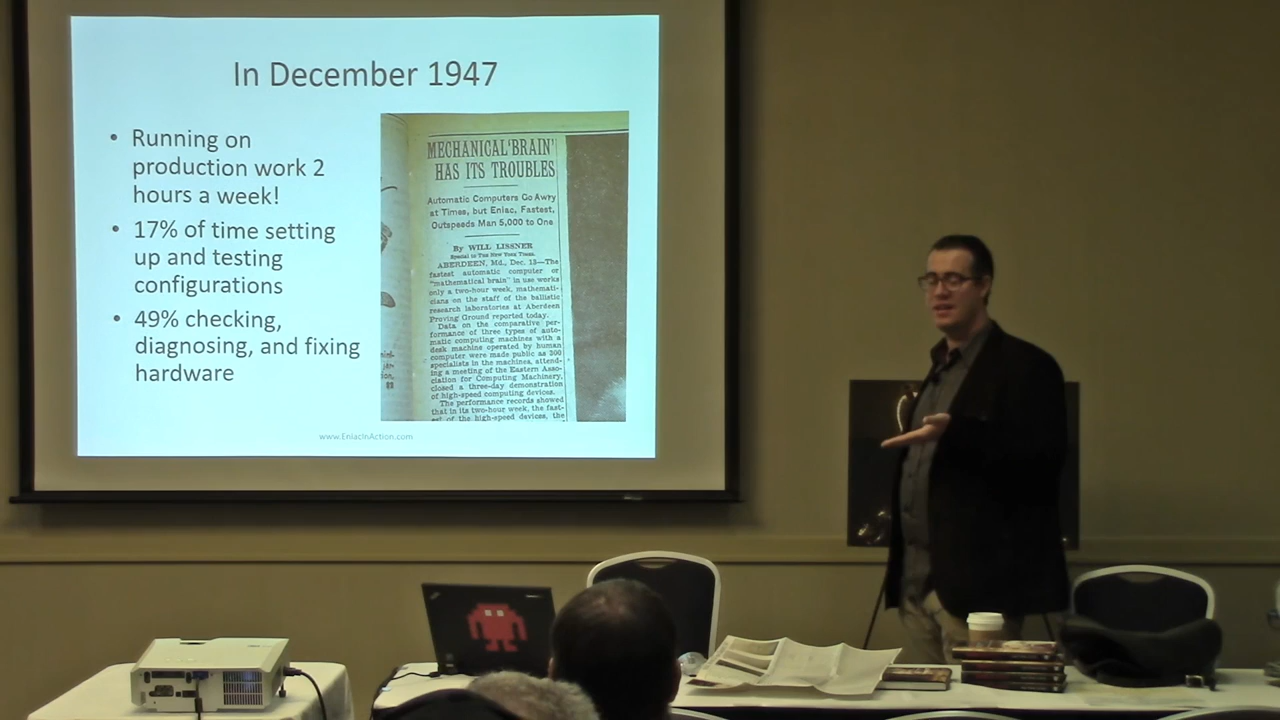 In December 1947
• Running on
production work 2
hours a week!
• 17% of time setting
up and testing
configurations
• 49% checking,
diagnosing, and fixing
hardware
MECHANICAL 'BRAIN'
HAS ITS TROUBLES
Automatic Computers Go Awry
at Times, but Eniac, Fastest,
Outspeeds Man 5,000 to One
By WILL LISSNER
Special to THE NEW YORK TIMES.
ABERDEEN, Md., Dec. 13—The
fastest automatic computer or
"mathematical brain" in use works
only a two-hour week, mathemati-
cians on the staff of the ballistic
research laboratories at Aberdeen
Proving Ground reported today.
Data on the comparative per-
formance of three types of auto-
matic computing machines with a
desk machine operated by human
computer were made public as 300
specialists in the machines, attend-
ing a meeting of the Eastern Asso-
ciation for Computing Machinery,
closed a three-day demonstration
of high-speed computing devices.
The performance records showed
that in its two-hour week, the fast-
est of the high-speed devices, the
www.EniacInAction.com